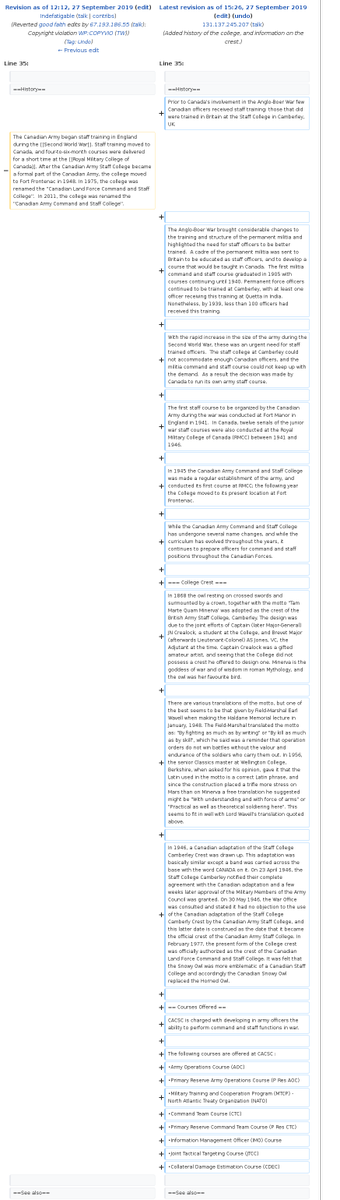 Revision as of 12:12, 27 September 2019 (edit)
Indefatigable (talk | contribs)
(Reverted good faith edits by 67.193.186.55 (talk):
Copyright violation WP:COPYVIO (TW))
(Tag: Undo)
← Previous edit
Latest revision as of 15:26, 27 September 2019
(edit) (undo)
131.137.245.207 (talk)
(Added history of the college, and information on the
crest.)
Line 35:
Line 35:
==History==
==History==
+
Prior to Canada's involvement in the Anglo-Boer War few
Canadian officers received staff training; those that did
were trained in Britain at the Staff College in Camberley,
UK.
−
The Canadian Army began staff training in England
during the [[Second World War]]. Staff training moved to
Canada, and four-to-six-month courses were delivered
for a short time at the [[Royal Military College of
Canada]]. After the Canadian Army Staff College became
a formal part of the Canadian Army, the college moved
to Fort Frontenac in 1948. In 1975, the college was
renamed the "Canadian Land Force Command and Staff
College". In 2011, the college was renamed the
"Canadian Army Command and Staff College".
+
+
The Anglo-Boer War brought considerable changes to
the training and structure of the permanent militia and
highlighted the need for staff officers to be better
trained. A cadre of the permanent militia was sent to
Britain to be educated as staff officers, and to develop a
course that would be taught in Canada. The first militia
command and staff course graduated in 1905 with
courses continuing until 1940. Permanent force officers
continued to be trained at Camberley, with at least one
officer receiving this training at Quetta in India.
Nonetheless, by 1939, less than 100 officers had
received this training.
+
+
With the rapid increase in the size of the army during the
Second World War, these was an urgent need for staff
trained officers. The staff college at Camberley could
not accommodate enough Canadian officers, and the
militia command and staff course could not keep up with
the demand. As a result the decision was made by
Canada to run its own army staff course.
+
+
The first staff course to be organized by the Canadian
Army during the war was conducted at Fort Manor in
England in 1941. In Canada, twelve serials of the junior
war staff courses were also conducted at the Royal
Military College of Canada (RMCC) between 1941 and
1946.
+
+
In 1945 the Canadian Army Command and Staff College
was made a regular establishment of the army, and
conducted its first course at RMCC; the following year
the College moved to its present location at Fort
Frontenac.
+
+
While the Canadian Army Command and Staff College
has undergone several name changes, and while the
curriculum has evolved throughout the years, it
continues to prepare officers for command and staff
positions throughout the Canadian Forces.
+
+
=== College Crest ===
+
In 1868 the owl resting on crossed swords and
surmounted by a crown, together with the motto 'Tam
Marte Quam Minerva' was adopted as the crest of the
British Army Staff College, Camberley. The design was
due to the joint efforts of Captain (later Major-General)
JN Crealock, a student at the College, and Brevet Major
(afterwards Lieutenant-Colonel) AS Jones, VC, the
Adjutant at the time. Captain Crealock was a gifted
amateur artist, and seeing that the College did not
possess a crest he offered to design one. Minerva is the
goddess of war and of wisdom in roman Mythology, and
the owl was her favourite bird.
+
+
There are various translations of the motto, but one of
the best seems to be that given by Field-Marshal Earl
Wavell when making the Haldane Memorial lecture in
January, 1948. The Field-Marshal translated the motto
as: "By fighting as much as by writing" or "By kill as much
as by skill", which he said was a reminder that operation
orders do not win battles without the valour and
endurance of the soldiers who carry them out. In 1956,
the senior Classics master at Wellington College,
Berkshire, when asked for his opinion, gave it that the
Latin used in the motto is a correct Latin phrase, and
since the construction placed a trifle more stress on
Mars than on Minerva a free translation he suggested
might be "With understanding and with force of arms" or
"Practical as well as theoretical soldiering here". This
seems to fit in well with Lord Wavell's translation quoted
above.
+
+
In 1946, a Canadian adaptation of the Staff College
Camberley Crest was drawn up. This adaptation was
basically similar except a band was carried across the
base with the word CANADA on it. On 23 April 1946, the
Staff College Camberley notified their complete
agreement with the Canadian adaptation and a few
weeks later approval of the Military Members of the Army
Council was granted. On 30 May 1946, the War Office
was consulted and stated it had no objection to the use
of the Canadian adaptation of the Staff College
Camberly Crest by the Canadian Army Staff College, and
this latter date is construed as the date that it became
the official crest of the Canadian Army Staff College. In
February 1977, the present form of the College crest
was officially authorized as the crest of the Canadian
Land Force Command and Staff College. It was felt that
the Snowy Owl was more emblematic of a Canadian Staff
College and accordingly the Canadian Snowy Owl
replaced the Horned Owl.
+
+
== Courses Offered ==
+
CACSC is charged with developing in army officers the
ability to perform command and staff functions in war.
+
+
The following courses are offered at CACSC :
+
•Army Operations Course (AOC)
+
•Primary Reserve Army Operations Course (P Res AOC)
+
•Military Training and Cooperation Program (MTCP) -
North Atlantic Treaty Organization (NATO)
+
•Command Team Course (CTC)
+
•Primary Reserve Command Team Course (P Res CTC)
+
•Information Management Officer (IMO) Course
+
•Joint Tactical Targeting Course (JTCC)
+
•Collateral Damage Estimation Course (CDEC)
==See also==
==See also==